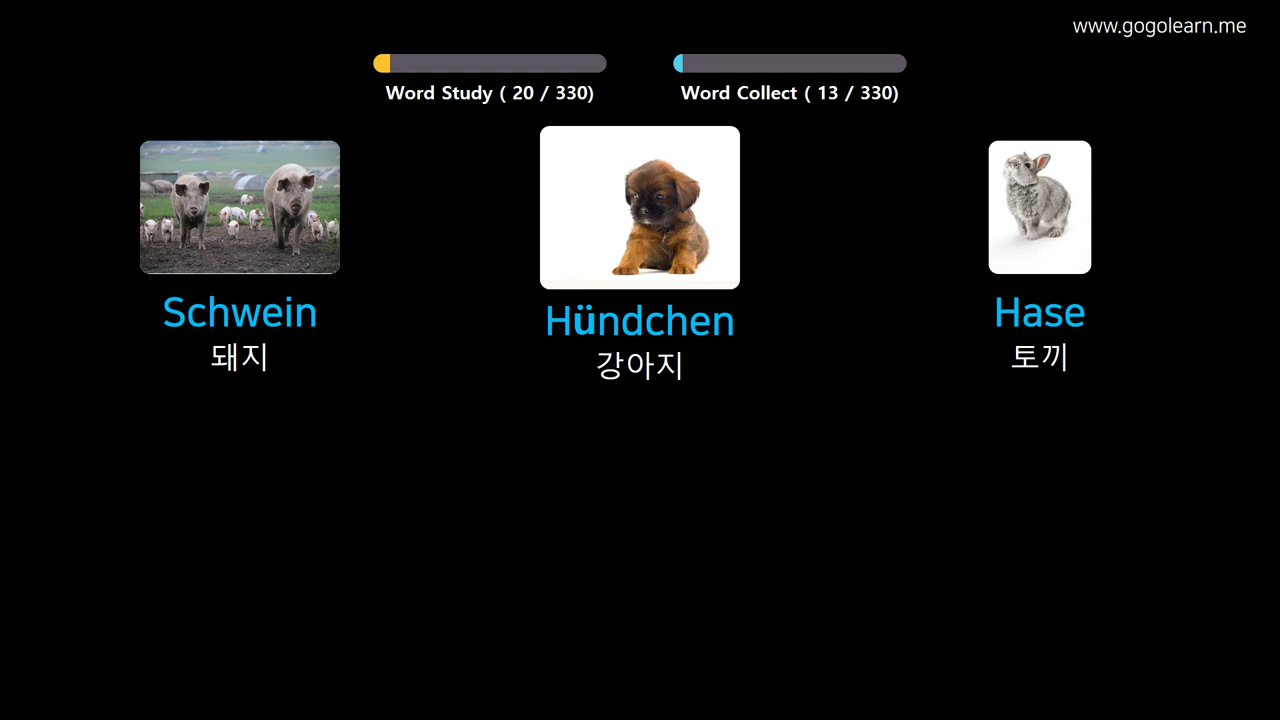 www.gogolearn.me
Word Study ( 20 / 330)
Word Collect ( 13 / 330)
Schwein
돼지
Hündchen
강아지
Hase
토끼